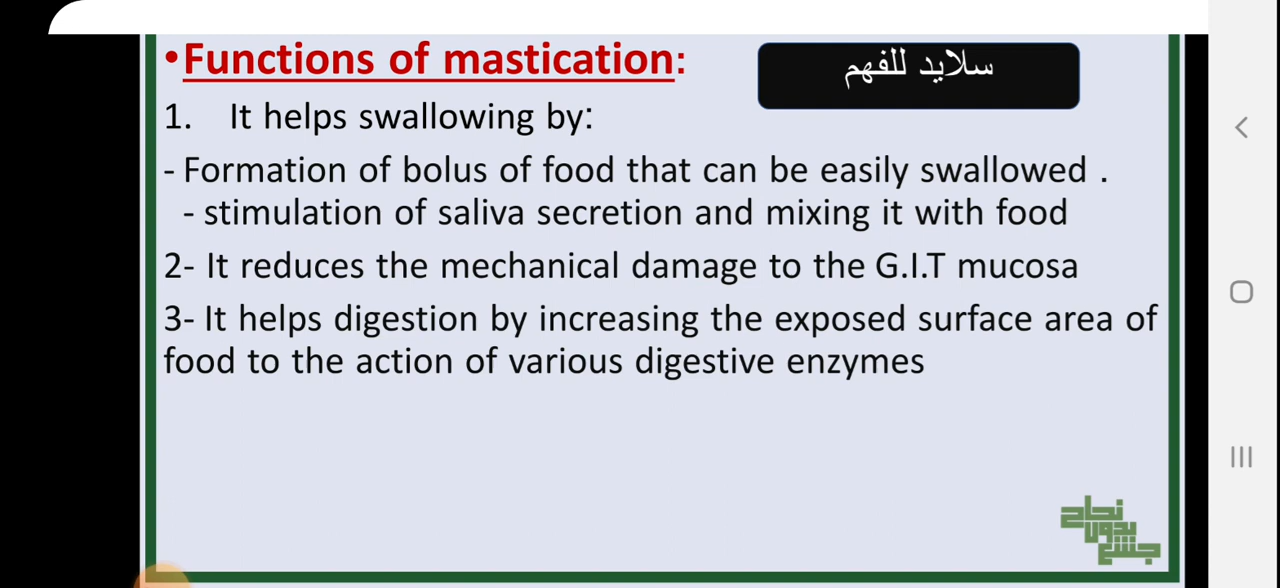 •Functions of mastication:
سلايد للفهم
1. It helps swallowing by:
- Formation of bolus of food that can be easily swallowed .
- stimulation of saliva secretion and mixing it with food
2- It reduces the mechanical damage to the G.I.T mucosa
3- It helps digestion by increasing the exposed surface area of
food to the action of various digestive enzymes
نجاح
بدون
جشع